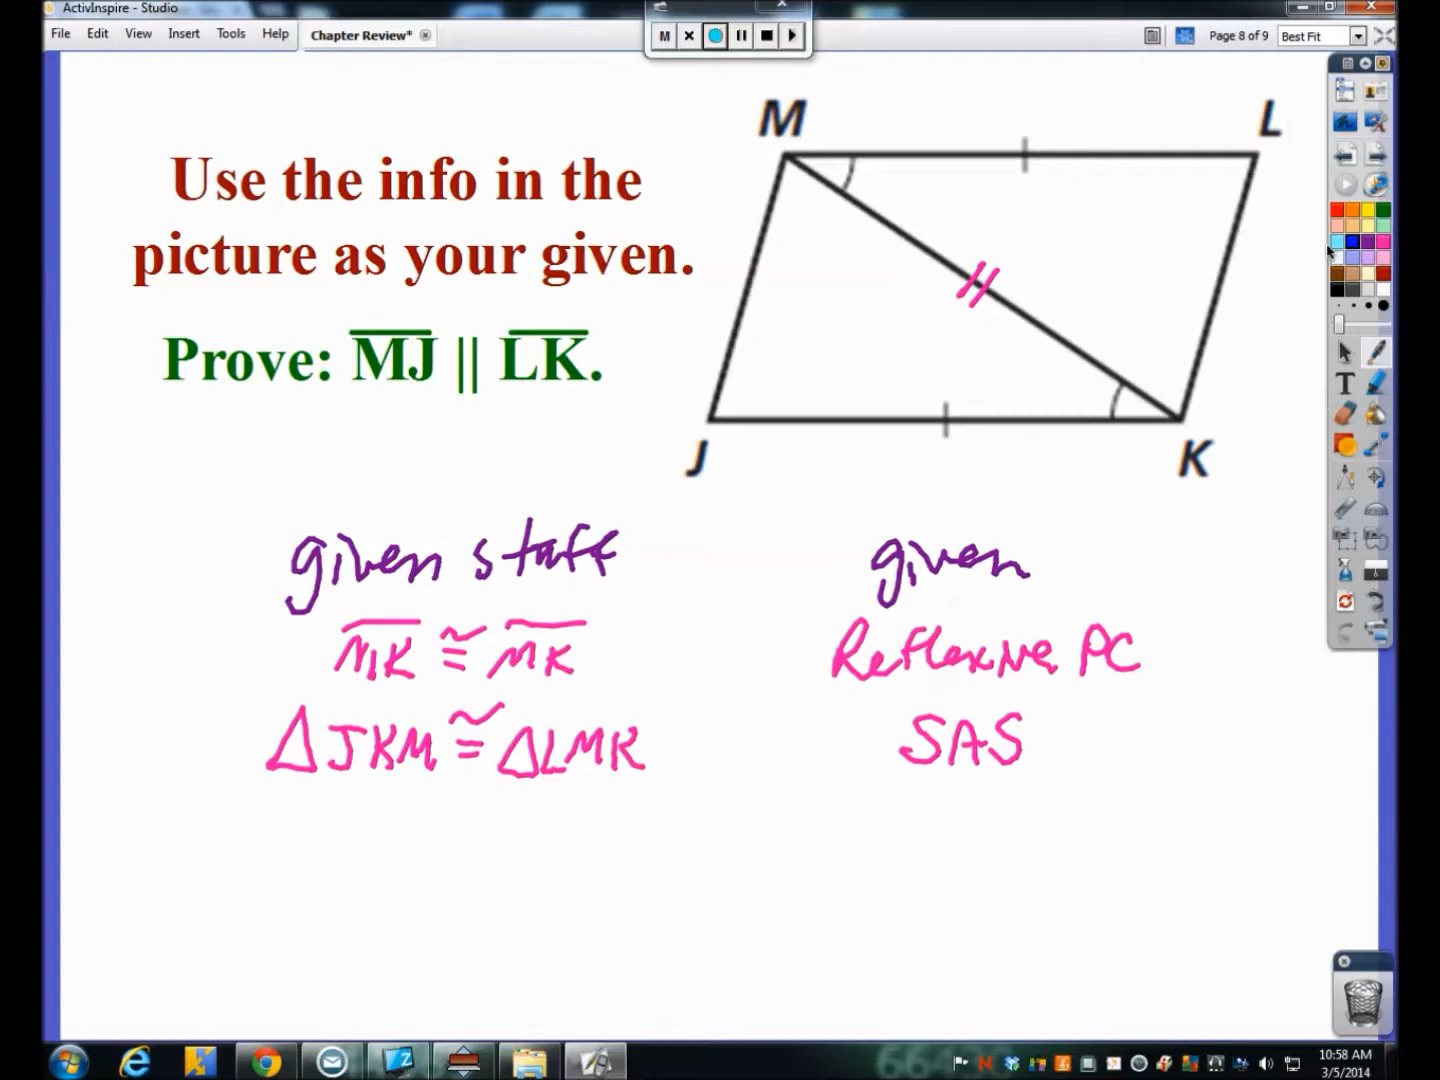 ActivInspire - Studio
File Edit View Insert Tools Help Chapter Review*
M
Page 8 of 9 Best Fit
M L
Use the info in the
picture as your given.
Prove: MJ || LK.
J K
given stuff given
MK ≅ MK Reflexive PC
△JKM ≅ △LMK SAS
T
10:58 AM
3/5/2014